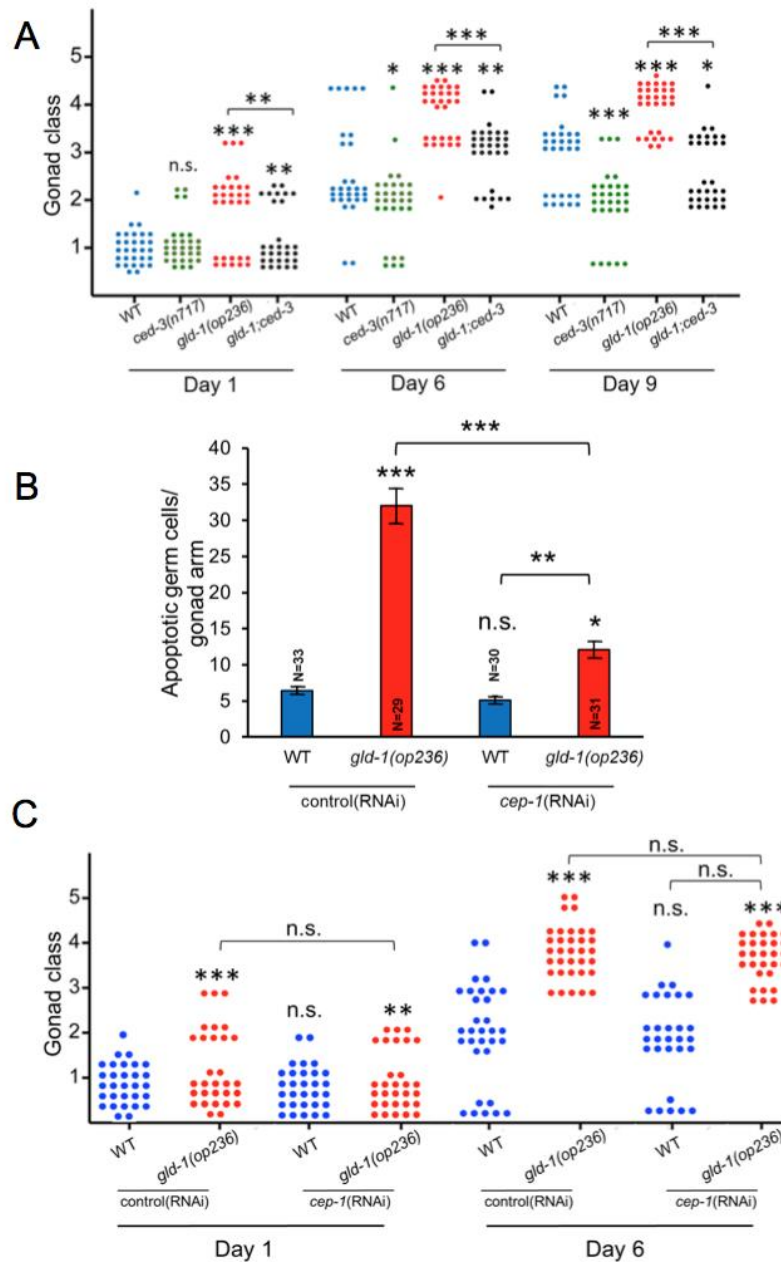 A
Gonad class
5
4
3
2
1
n.s.
***
**
**
*
***
**
***
***
***
*
***
WT
ced-3(n717)
gld-1(op236)
gld-1;ced-3
WT
ced-3(n717)
gld-1(op236)
gld-1;ced-3
WT
ced-3(n717)
gld-1(op236)
gld-1;ced-3
Day 1
Day 6
Day 9
B
Apoptotic germ cells/
gonad arm
40
35
30
25
20
15
10
5
0
***
***
**
n.s.
*
N=33
N=29
N=30
N=31
WT
gld-1(op236)
WT
gld-1(op236)
control(RNAi)
cep-1(RNAi)
C
Gonad class
5
4
3
2
1
n.s.
n.s.
***
n.s.
***
n.s.
***
n.s.
**
WT
gld-1(op236)
WT
gld-1(op236)
WT
gld-1(op236)
WT
gld-1(op236)
control(RNAi)
cep-1(RNAi)
control(RNAi)
cep-1(RNAi)
Day 1
Day 6